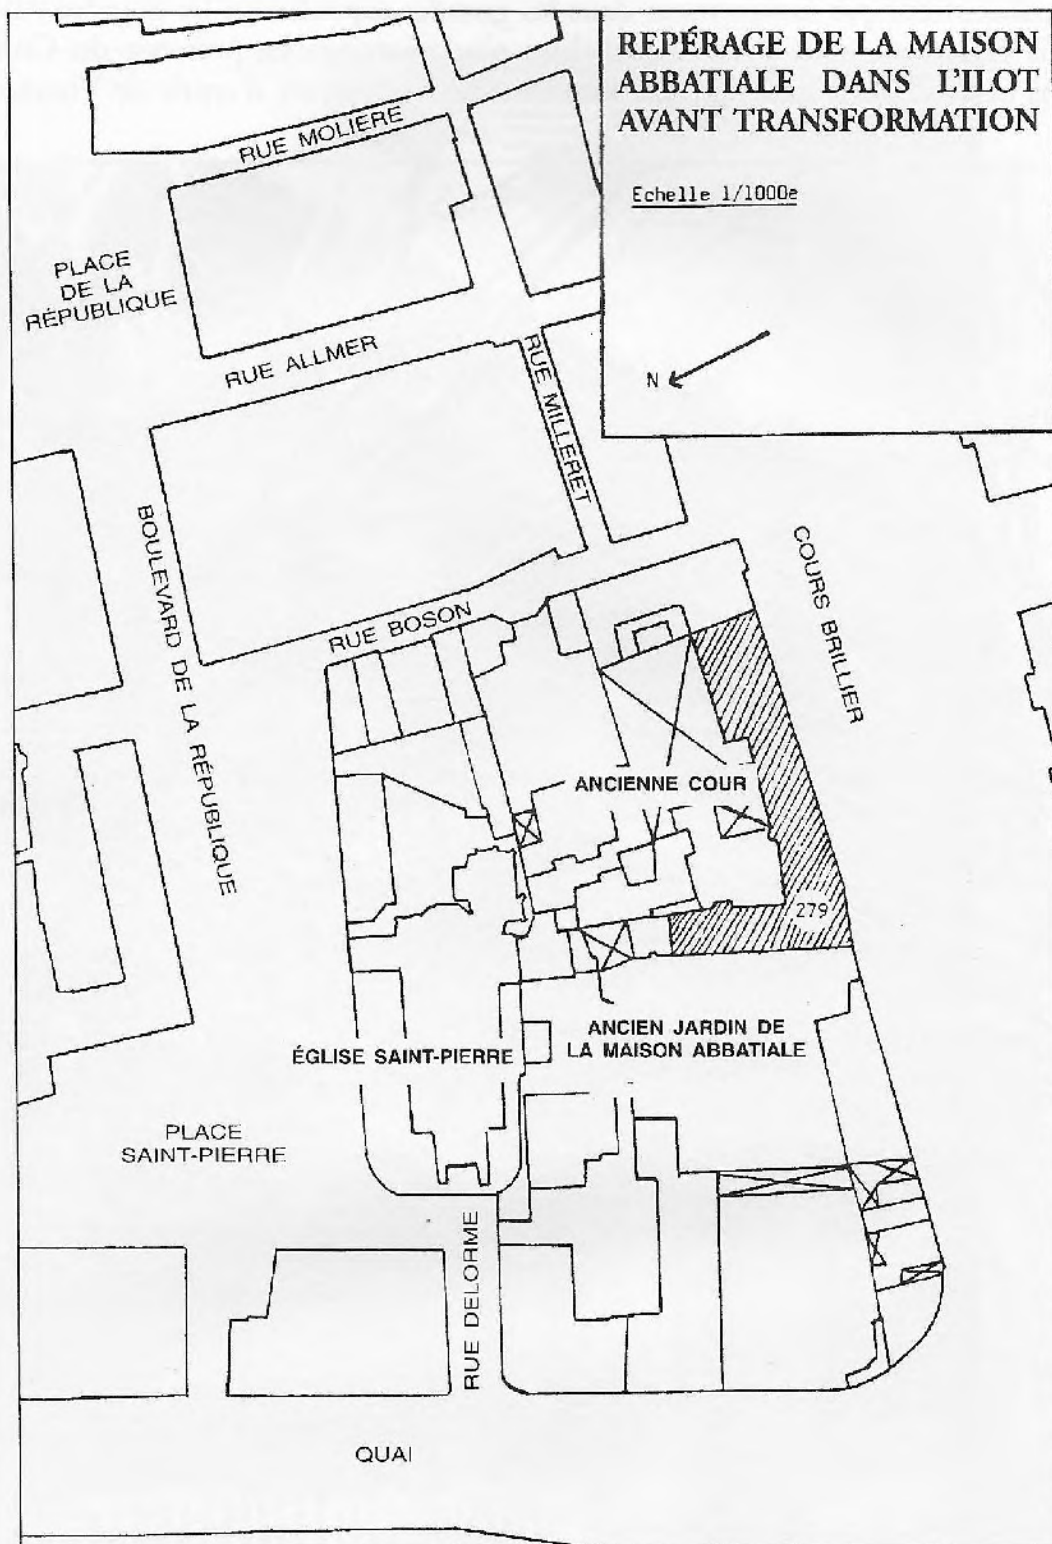 REPÉRAGE DE LA MAISON
ABBATIALE DANS L'ILOT
AVANT TRANSFORMATION
Echelle 1/1000e
N
RUE MOLIÈRE
PLACE
DE LA
RÉPUBLIQUE
RUE ALLMER
RUE MILLERET
BOULEVARD DE LA RÉPUBLIQUE
RUE BOSON
COURS BRILLIER
ANCIENNE COUR
279
ÉGLISE SAINT-PIERRE
ANCIEN JARDIN DE
LA MAISON ABBATIALE
PLACE
SAINT-PIERRE
RUE DELORME
QUAI